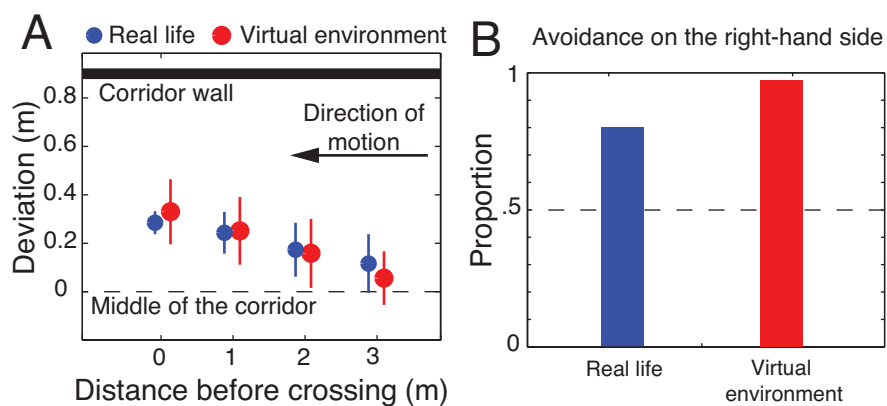 A
Real life
Virtual environment
Corridor wall
Direction of
motion
Middle of the corridor
0.8
0.6
0.4
0.2
0
0
1
2
3
Deviation (m)
Distance before crossing (m)
B
Avoidance on the right-hand side
1
.5
0
Proportion
Real life
Virtual
environment